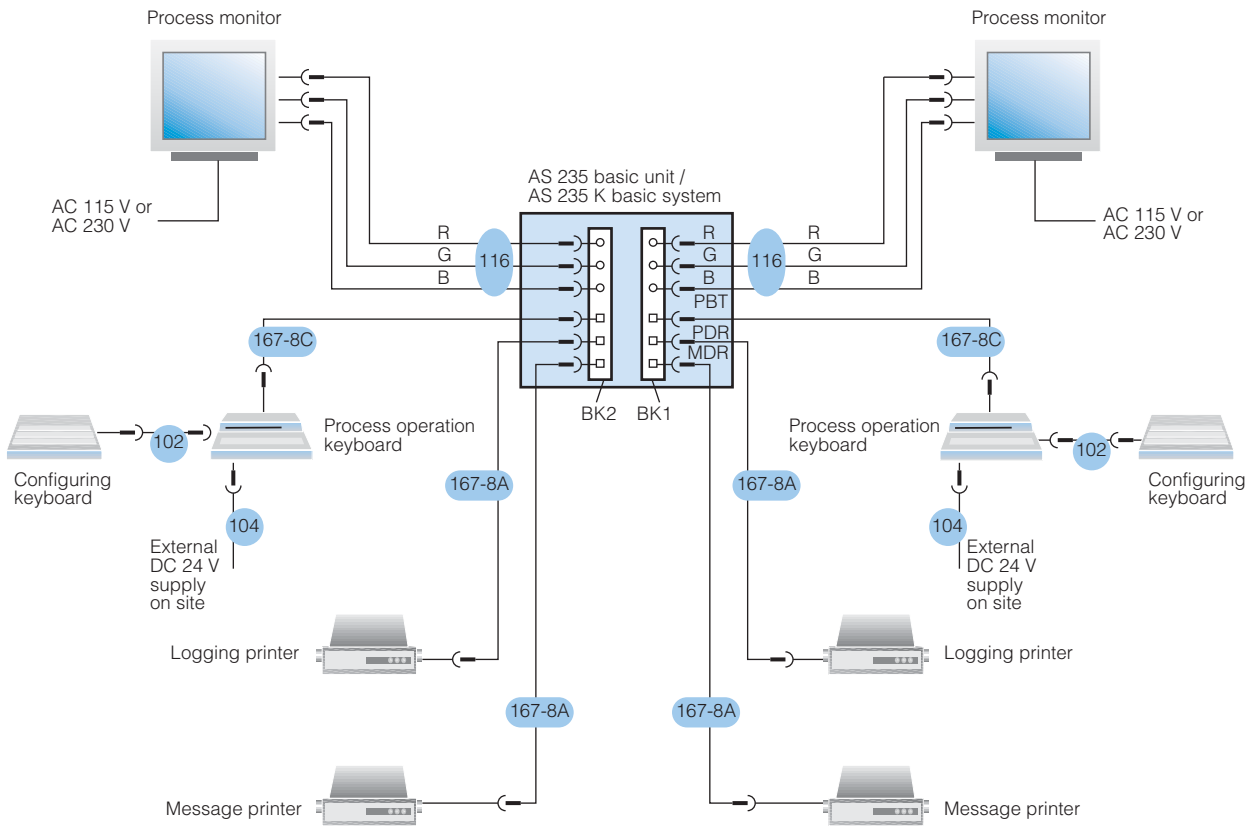 Process monitor
Process monitor
AS 235 basic unit /
AS 235 K basic system
AC 115 V or
AC 230 V
AC 115 V or
AC 230 V
R
G
B
116
R
G
B
PBT
PDR
MDR
116
R
G
B
167-8C
167-8C
BK2
BK1
102
Process operation
keyboard
Process operation
keyboard
102
Configuring
keyboard
Configuring
keyboard
167-8A
167-8A
104
104
External
DC 24 V
supply
on site
External
DC 24 V
supply
on site
Logging printer
Logging printer
167-8A
167-8A
Message printer
Message printer